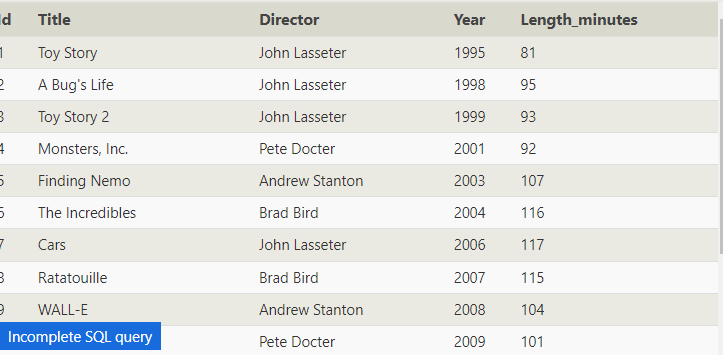 Id Title Director Year Length_minutes
1 Toy Story John Lasseter 1995 81
2 A Bug's Life John Lasseter 1998 95
3 Toy Story 2 John Lasseter 1999 93
4 Monsters, Inc. Pete Docter 2001 92
5 Finding Nemo Andrew Stanton 2003 107
6 The Incredibles Brad Bird 2004 116
7 Cars John Lasseter 2006 117
8 Ratatouille Brad Bird 2007 115
9 WALL-E Andrew Stanton 2008 104
Incomplete SQL query Pete Docter 2009 101